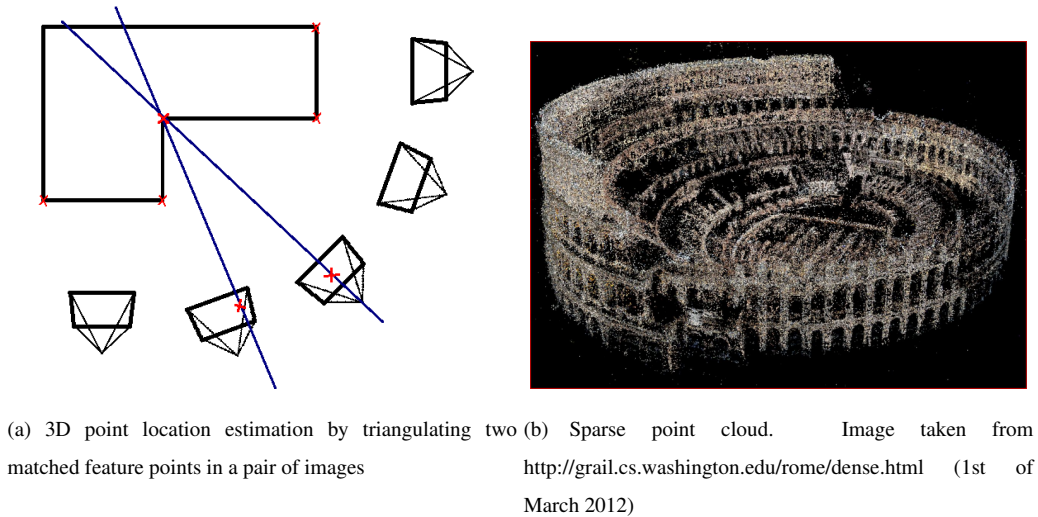 (a) 3D point location estimation by triangulating two
matched feature points in a pair of images
(b) Sparse point cloud. Image taken from
http://grail.cs.washington.edu/rome/dense.html (1st of
March 2012)